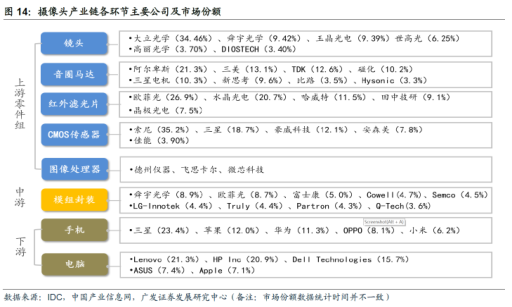 图 14：摄像头产业链各环节主要公司及市场份额
上游零件组
镜头
•大立光学（34.46%）、舜宇光学（9.42%）、玉晶光电（9.39%）世高光（6.25%）
•高丽光学（3.70%）、DIOSTECH（3.40%）
音圈马达
•阿尔卑斯（21.3%）、三美（13.1%）、TDK（12.6%）、磁化（10.2%）
•三星电机（10.3%）、新思考（9.6%）、比路（3.5%）、Hysonic（3.3%）
红外滤光片
•欧菲光（26.9%）、水晶光电（20.7%）、哈威特（11.5%）、田中技研（9.1%）
•晶极光电（7.5%）
CMOS传感器
•索尼（35.2%）、三星（18.7%）、豪威科技（12.1%）、安森美（7.8%）
•佳能（3.90%）
图像处理器
•德州仪器、飞思卡尔、微芯科技
中游
模组封装
•舜宇光学（8.9%）、欧菲光（8.7%）、富士康（5.0%）、Cowell(4.7%)、Semco（4.5%）
•LG-Innotek（4.4%）、Truly（4.4%）、Partron（4.3%）、Q-Tech(3.6%)
下游
手机
•三星（23.4%）、苹果（12.0%）、华为（11.3%）、OPPO（8.1%）、小米（6.2%）
电脑
•Lenovo（21.3%）、HP Inc（20.9%）、Dell Technologies（15.7%）
•ASUS（7.4%）、Apple（7.1%）
数据来源：IDC，中国产业信息网，广发证券发展研究中心（备注：市场份额数据统计时间并不一致）